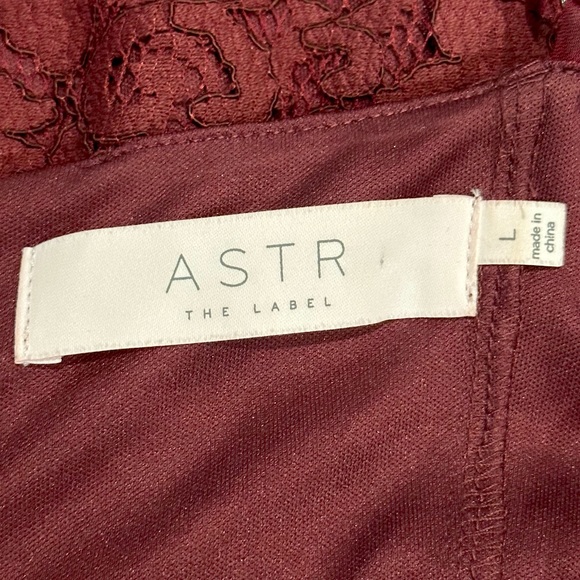 ASTR
THE LABEL
L
made in
china